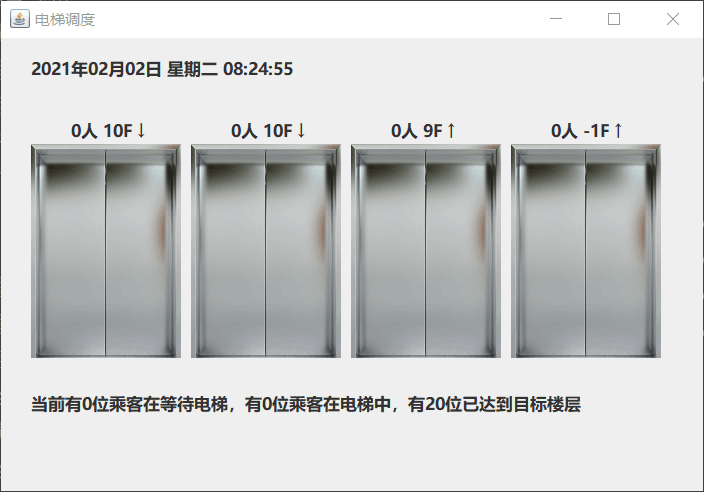 电梯调度
2021年02月02日 星期二 08:24:55
0人 10F↓ 0人 10F↓ 0人 9F↑ 0人 -1F↑
当前有0位乘客在等待电梯，有0位乘客在电梯中，有20位已达到目标楼层